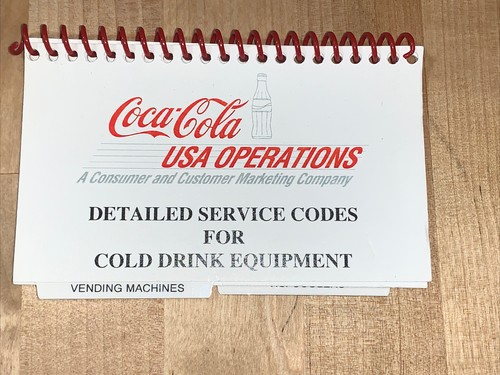 Coca-Cola
USA OPERATIONS
A Consumer and Customer Marketing Company
DETAILED SERVICE CODES
FOR
COLD DRINK EQUIPMENT
VENDING MACHINES